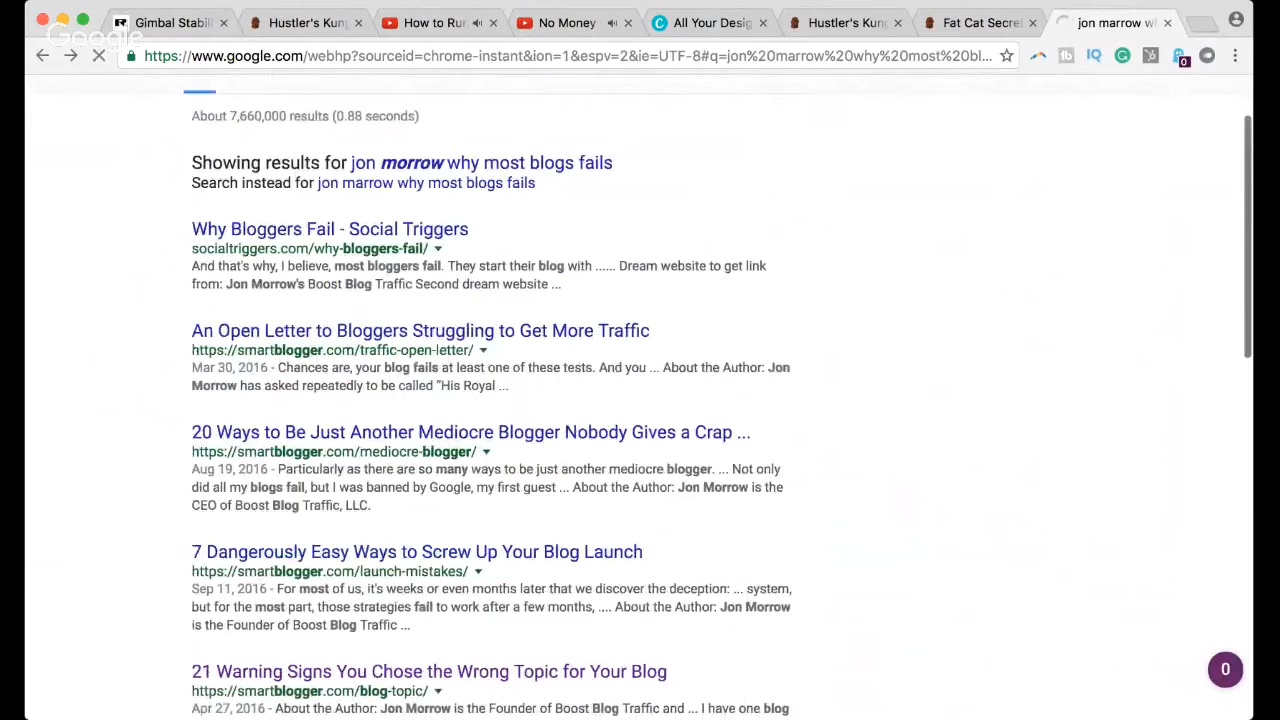 Gimbal Stabil
Hustler's Kung
How to Run
No Money
All Your Desig
Hustler's Kung
Fat Cat Secret
jon marrow wh
Google
https://www.google.com/webhp?sourceid=chrome-instant&ion=1&espv=2&ie=UTF-8#q=jon%20marrow%20why%20most%20bl...
0
About 7,660,000 results (0.88 seconds)
Showing results for jon morrow why most blogs fails
Search instead for jon marrow why most blogs fails
Why Bloggers Fail - Social Triggers
socialtriggers.com/why-bloggers-fail/
And that's why, I believe, most bloggers fail. They start their blog with ...... Dream website to get link
from: Jon Morrow's Boost Blog Traffic Second dream website ...
An Open Letter to Bloggers Struggling to Get More Traffic
https://smartblogger.com/traffic-open-letter/
Mar 30, 2016 - Chances are, your blog fails at least one of these tests. And you ... About the Author: Jon
Morrow has asked repeatedly to be called “His Royal ...
20 Ways to Be Just Another Mediocre Blogger Nobody Gives a Crap ...
https://smartblogger.com/mediocre-blogger/
Aug 19, 2016 - Particularly as there are so many ways to be just another mediocre blogger. ... Not only
did all my blogs fail, but I was banned by Google, my first guest ... About the Author: Jon Morrow is the
CEO of Boost Blog Traffic, LLC.
7 Dangerously Easy Ways to Screw Up Your Blog Launch
https://smartblogger.com/launch-mistakes/
Sep 11, 2016 - For most of us, it's weeks or even months later that we discover the deception: ... system,
but for the most part, those strategies fail to work after a few months, .... About the Author: Jon Morrow
is the Founder of Boost Blog Traffic ...
21 Warning Signs You Chose the Wrong Topic for Your Blog
https://smartblogger.com/blog-topic/
Apr 27, 2016 - About the Author: Jon Morrow is the Founder of Boost Blog Traffic and ... I have one blog
0